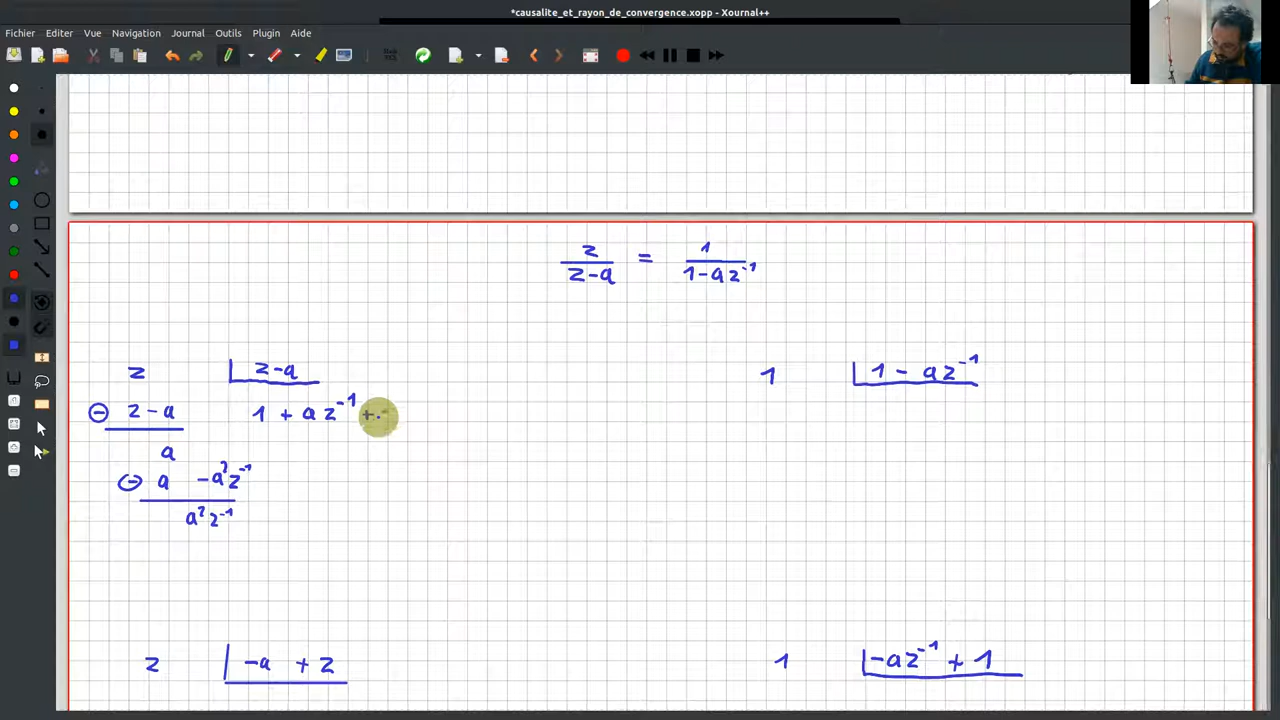 *causalite_et_rayon_de_convergence.xopp - Xournal++
Fichier Editer Vue Navigation Journal Outils Plugin Aide
z/(z-a) = 1/(1-az⁻¹)
z |z-a
⊖ z-a 1 + az⁻¹ +
a
⊖ a -a²z⁻¹
a²z⁻¹
1 |1 - az⁻¹
z |-a + z
1 |-az⁻¹ + 1